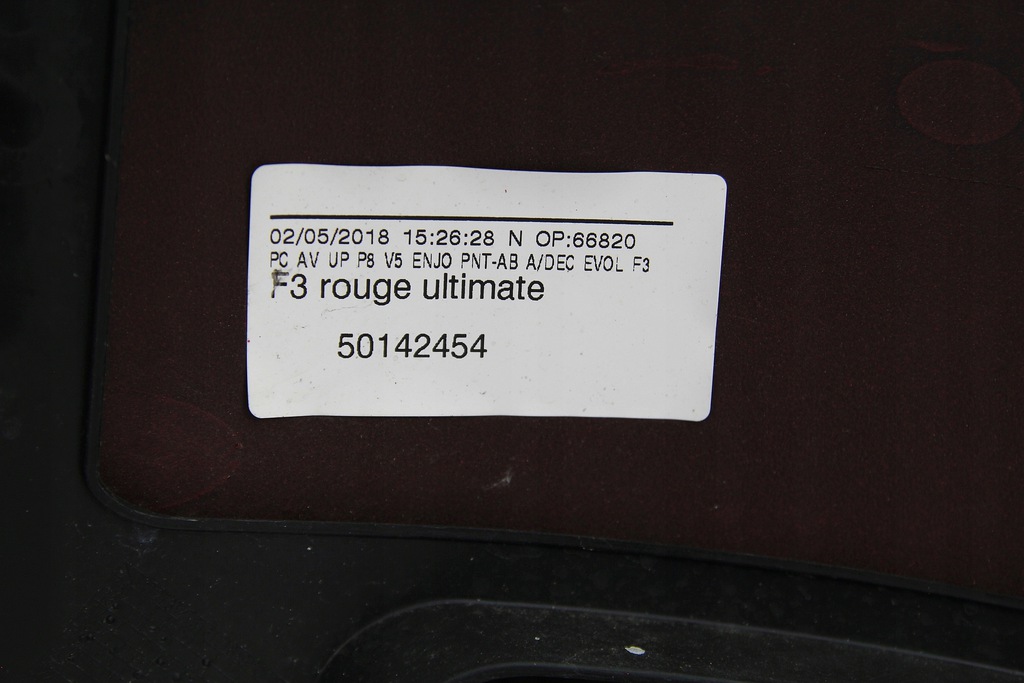 02/05/2018 15:26:28 N OP:66820
PC AV UP P8 V5 ENJO PNT-AB A/DEC EVOL F3
F3 rouge ultimate
50142454